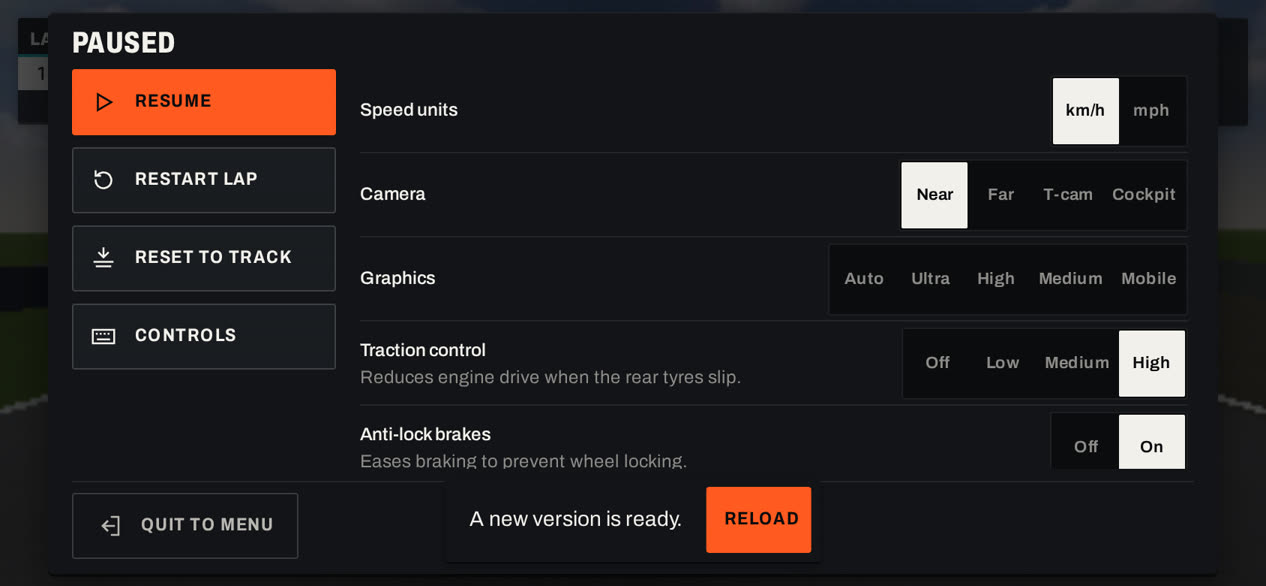 PAUSED
RESUME
RESTART LAP
RESET TO TRACK
CONTROLS
QUIT TO MENU
Speed units
km/h mph
Camera
Near Far T-cam Cockpit
Graphics
Auto Ultra High Medium Mobile
Traction control
Reduces engine drive when the rear tyres slip.
Off Low Medium High
Anti-lock brakes
Eases braking to prevent wheel locking.
Off On
A new version is ready.
RELOAD
LA
1